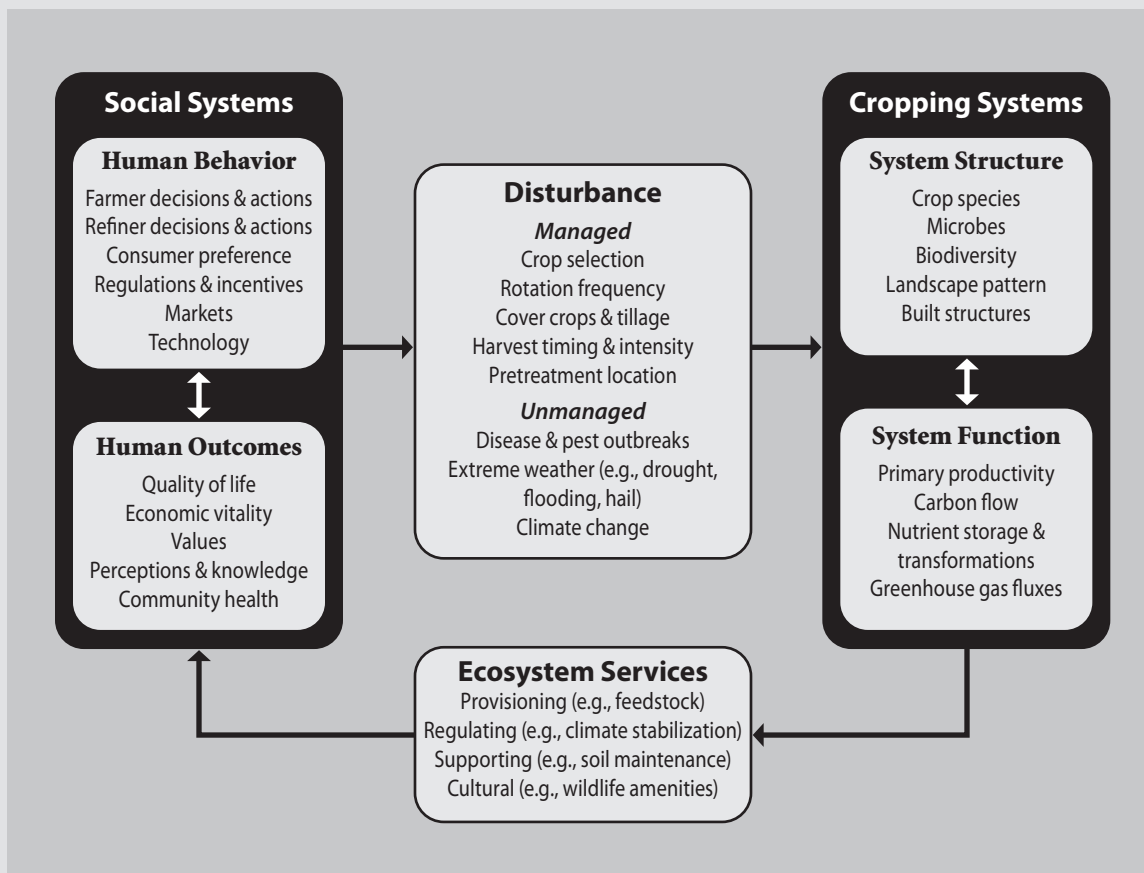 Social Systems
Human Behavior
Farmer decisions & actions
Refiner decisions & actions
Consumer preference
Regulations & incentives
Markets
Technology
Human Outcomes
Quality of life
Economic vitality
Values
Perceptions & knowledge
Community health
Disturbance
Managed
Crop selection
Rotation frequency
Cover crops & tillage
Harvest timing & intensity
Pretreatment location
Unmanaged
Disease & pest outbreaks
Extreme weather (e.g., drought,
flooding, hail)
Climate change
Cropping Systems
System Structure
Crop species
Microbes
Biodiversity
Landscape pattern
Built structures
System Function
Primary productivity
Carbon flow
Nutrient storage &
transformations
Greenhouse gas fluxes
Ecosystem Services
Provisioning (e.g., feedstock)
Regulating (e.g., climate stabilization)
Supporting (e.g., soil maintenance)
Cultural (e.g., wildlife amenities)